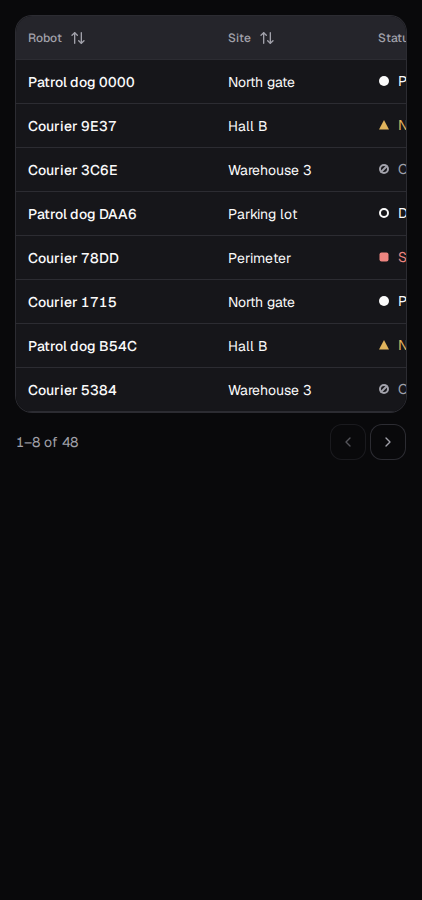 Robot Site Statu
Patrol dog 0000 North gate P
Courier 9E37 Hall B N
Courier 3C6E Warehouse 3
Patrol dog DAA6 Parking lot D
Courier 78DD Perimeter S
Courier 1715 North gate P
Patrol dog B54C Hall B N
Courier 5384 Warehouse 3
1–8 of 48